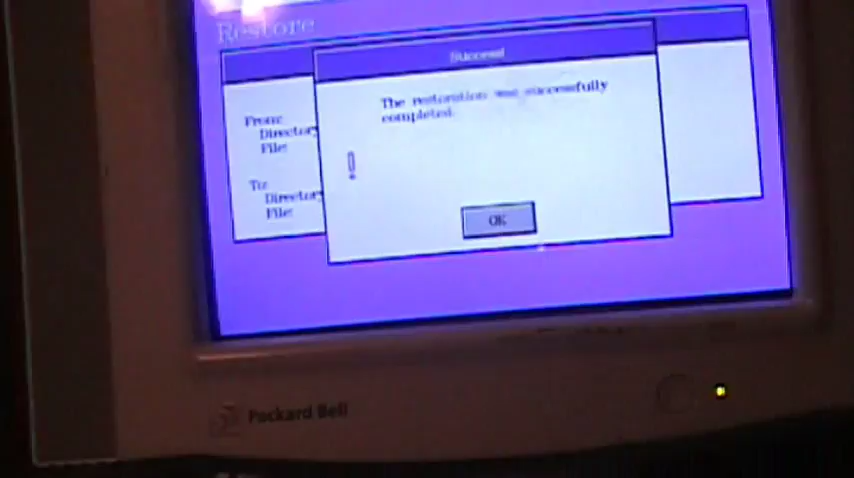 Restore
Success
The restoration was successfully
completed.
From:
Directory
File:
To:
Directory
File:
OK
Packard Bell